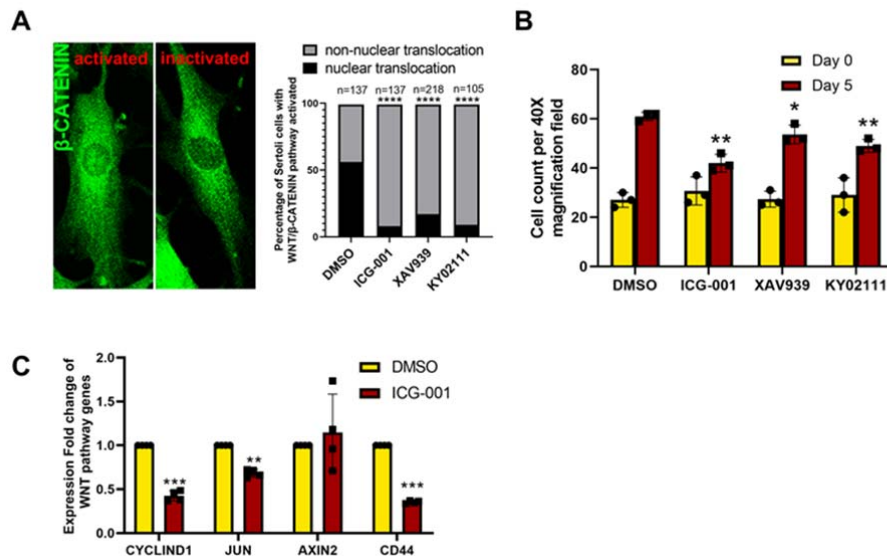 A
β-CATENIN
activated
inactivated
non-nuclear translocation
nuclear translocation
n=137 n=137 n=218 n=105
**** **** ****
Percentage of Sertoli cells with
WNT/β-CATENIN pathway activated
100
50
0
DMSO
ICG-001
XAV939
KY02111
B
Day 0
Day 5
Cell count per 40X
magnification field
80
60
40
20
0
**
*
**
DMSO ICG-001 XAV939 KY02111
C
DMSO
ICG-001
Expression Fold change of
WNT pathway genes
2.0
1.5
1.0
0.5
0.0
***
**
***
CYCLIND1 JUN AXIN2 CD44